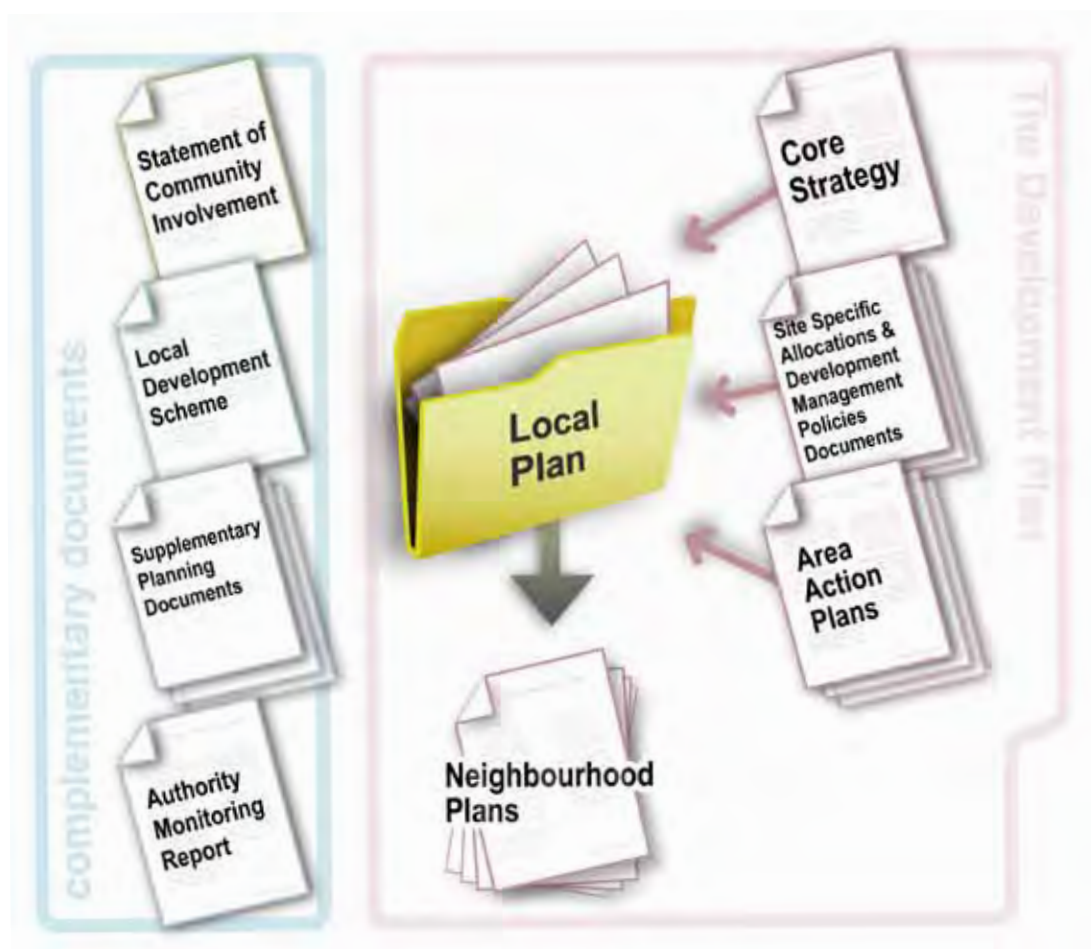 complementary documents
Statement of
Community
Involvement
Local
Development
Scheme
Supplementary
Planning
Documents
Authority
Monitoring
Report
The Development Plan
Local
Plan
Neighbourhood
Plans
Core
Strategy
Site Specific
Allocations &
Development
Management
Policies
Documents
Area
Action
Plans